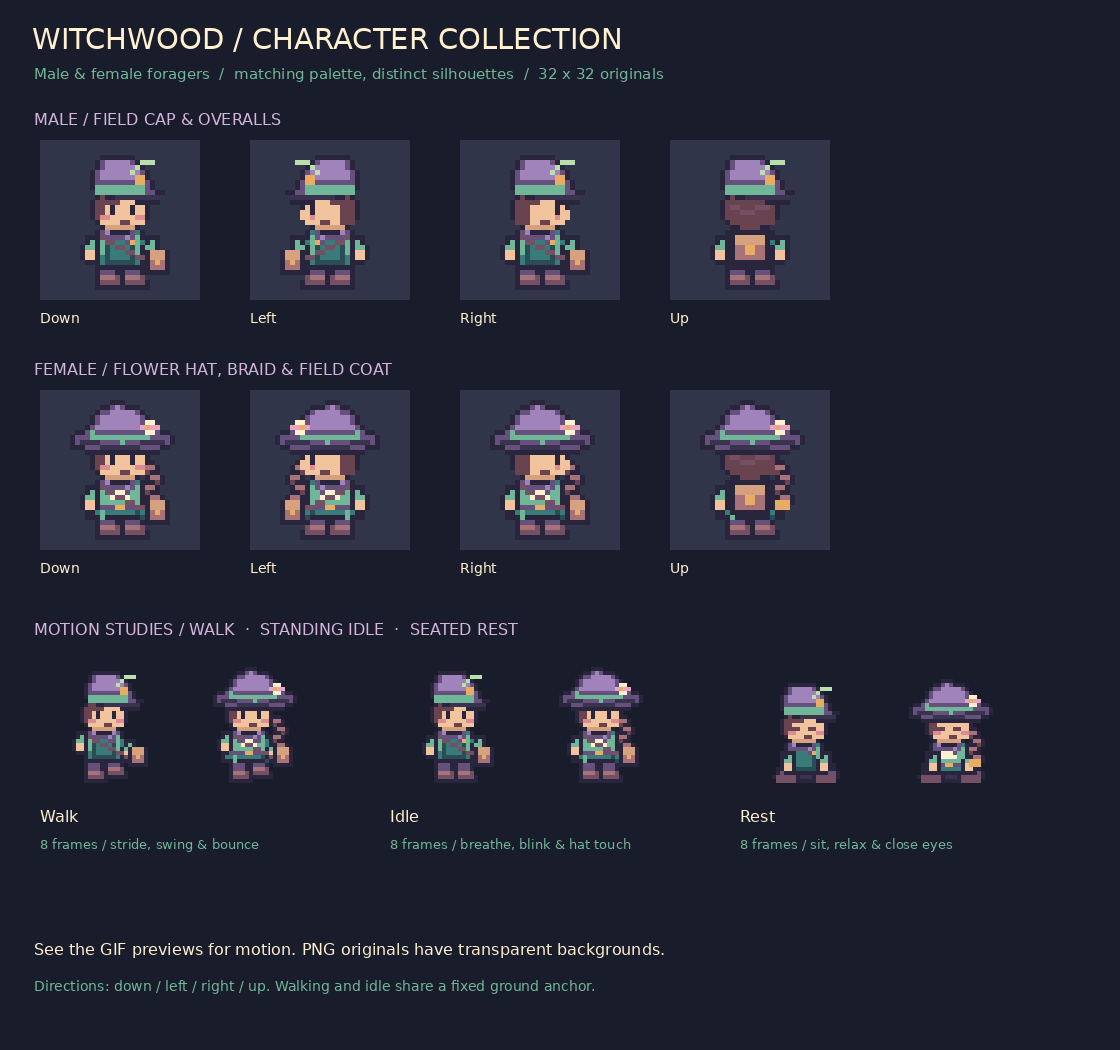 WITCHWOOD / CHARACTER COLLECTION
Male & female foragers / matching palette, distinct silhouettes / 32 x 32 originals
MALE / FIELD CAP & OVERALLS
Down
Left
Right
Up
FEMALE / FLOWER HAT, BRAID & FIELD COAT
Down
Left
Right
Up
MOTION STUDIES / WALK · STANDING IDLE · SEATED REST
Walk
8 frames / stride, swing & bounce
Idle
8 frames / breathe, blink & hat touch
Rest
8 frames / sit, relax & close eyes
See the GIF previews for motion. PNG originals have transparent backgrounds.
Directions: down / left / right / up. Walking and idle share a fixed ground anchor.